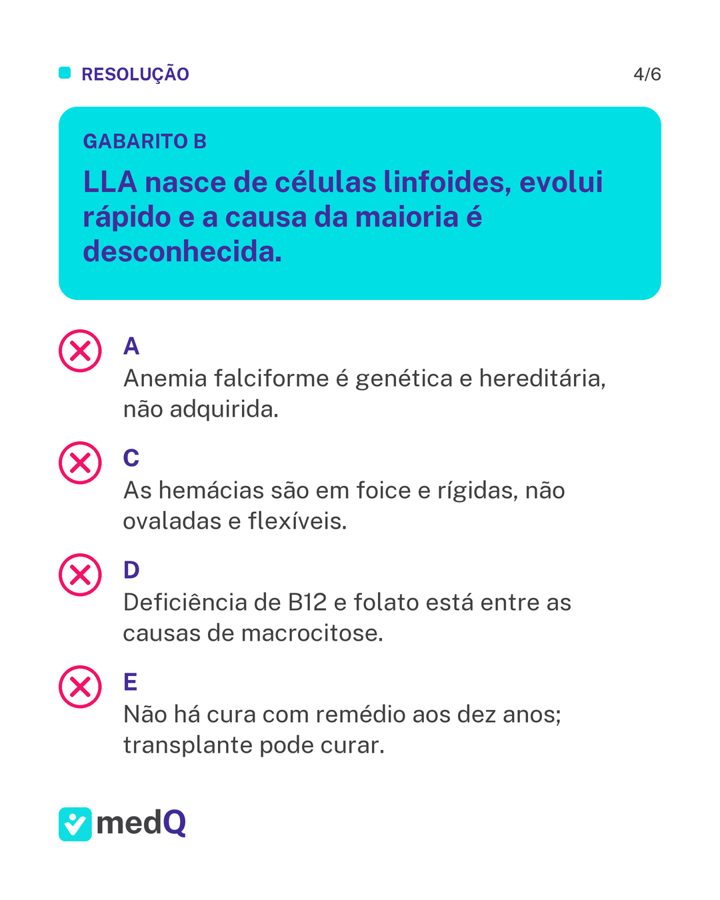 RESOLUÇÃO
4/6
GABARITO B
LLA nasce de células linfoides, evolui
rápido e a causa da maioria é
desconhecida.
A
Anemia falciforme é genética e hereditária,
não adquirida.
C
As hemácias são em foice e rígidas, não
ovaladas e flexíveis.
D
Deficiência de B12 e folato está entre as
causas de macrocitose.
E
Não há cura com remédio aos dez anos;
transplante pode curar.
medQ